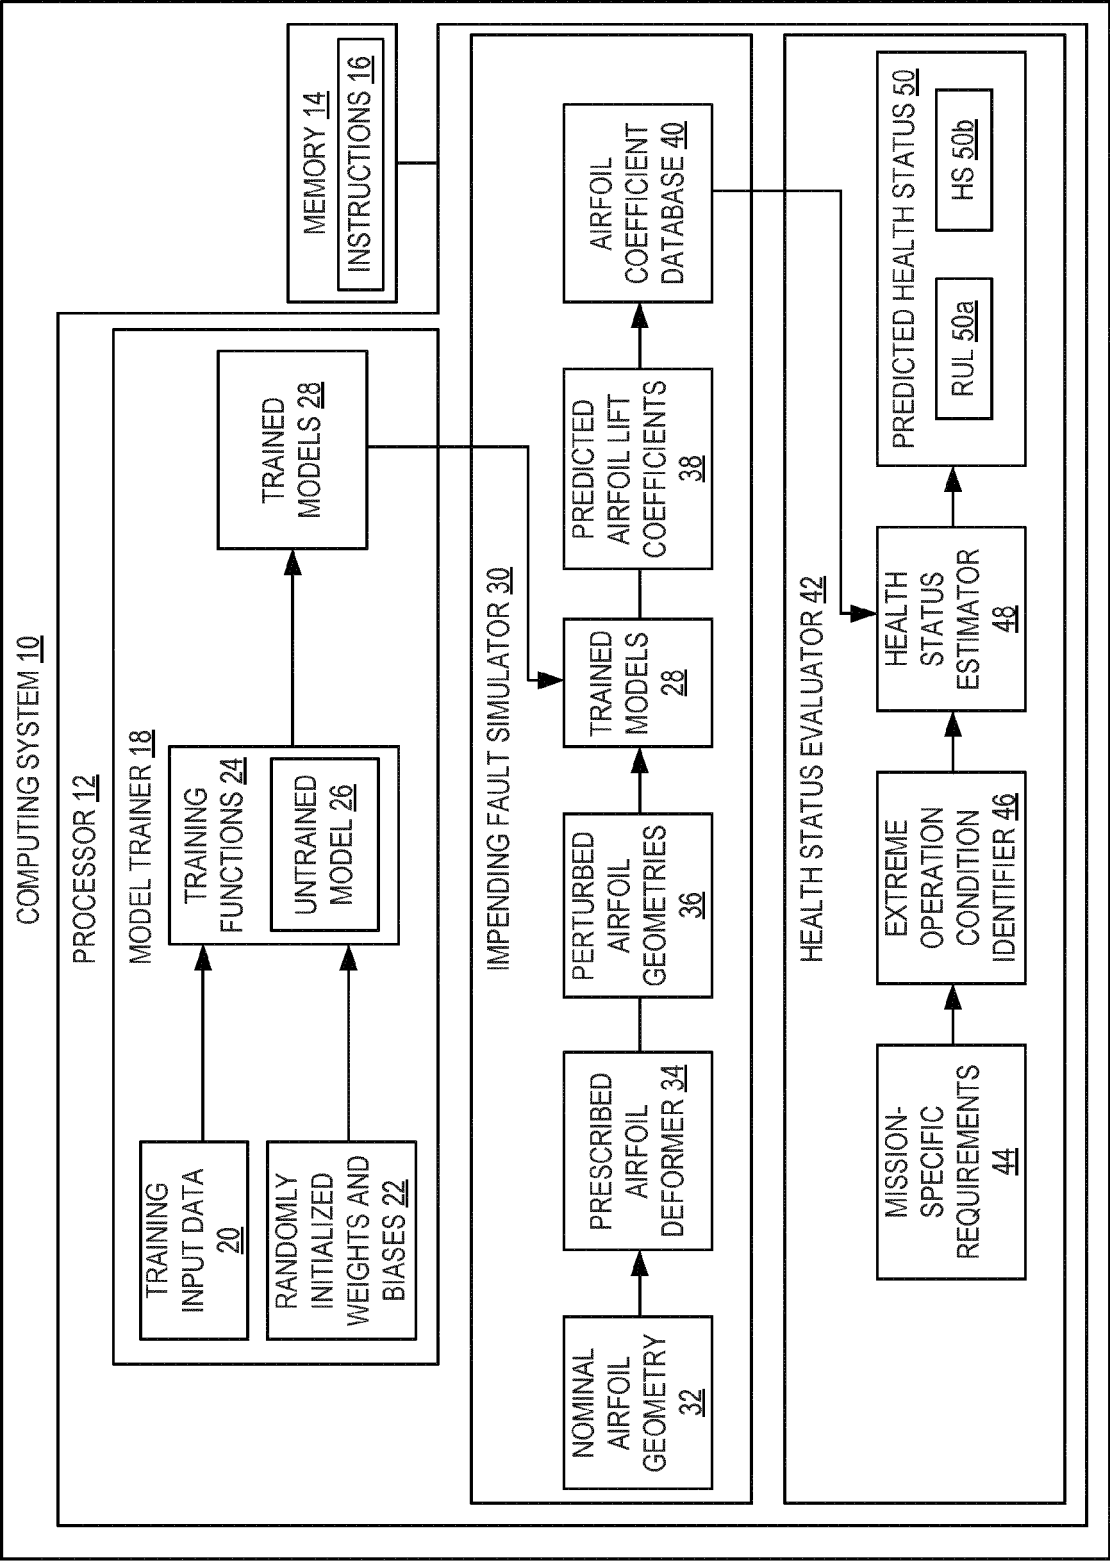 COMPUTING SYSTEM 10
PROCESSOR 12
MEMORY 14
INSTRUCTIONS 16
MODEL TRAINER 18
TRAINING
INPUT DATA
20
RANDOMLY
INITIALIZED
WEIGHTS AND
BIASES 22
TRAINING
FUNCTIONS 24
UNTRAINED
MODEL 26
TRAINED
MODELS 28
IMPENDING FAULT SIMULATOR 30
NOMINAL
AIRFOIL
GEOMETRY
32
PRESCRIBED
AIRFOIL
DEFORMER 34
PERTURBED
AIRFOIL
GEOMETRIES
36
TRAINED
MODELS
28
PREDICTED
AIRFOIL LIFT
COEFFICIENTS
38
AIRFOIL
COEFFICIENT
DATABASE 40
HEALTH STATUS EVALUATOR 42
MISSION-
SPECIFIC
REQUIREMENTS
44
EXTREME
OPERATION
CONDITION
IDENTIFIER 46
HEALTH
STATUS
ESTIMATOR
48
PREDICTED HEALTH STATUS 50
RUL 50a
HS 50b